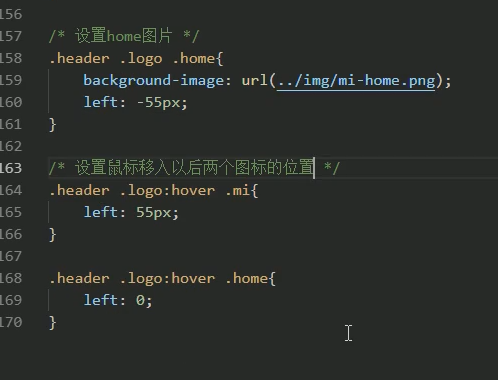 156
157 /* 设置home图片 */
158 .header .logo .home{
159 background-image: url(../img/mi-home.png);
160 left: -55px;
161 }
162
163 /* 设置鼠标移入以后两个图标的位置 */
164 .header .logo:hover .mi{
165 left: 55px;
166 }
167
168 .header .logo:hover .home{
169 left: 0;
170 }